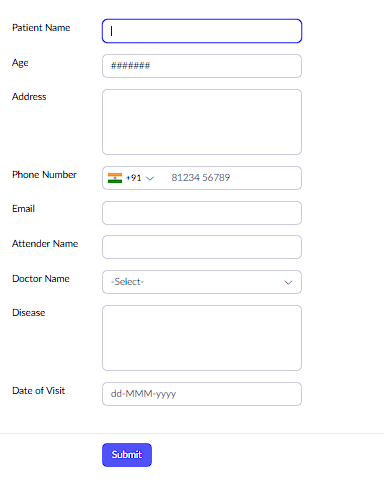 Patient Name
Age
#######
Address
Phone Number
+91
81234 56789
Email
Attender Name
Doctor Name
-Select-
Disease
Date of Visit
dd-MMM-yyyy
Submit